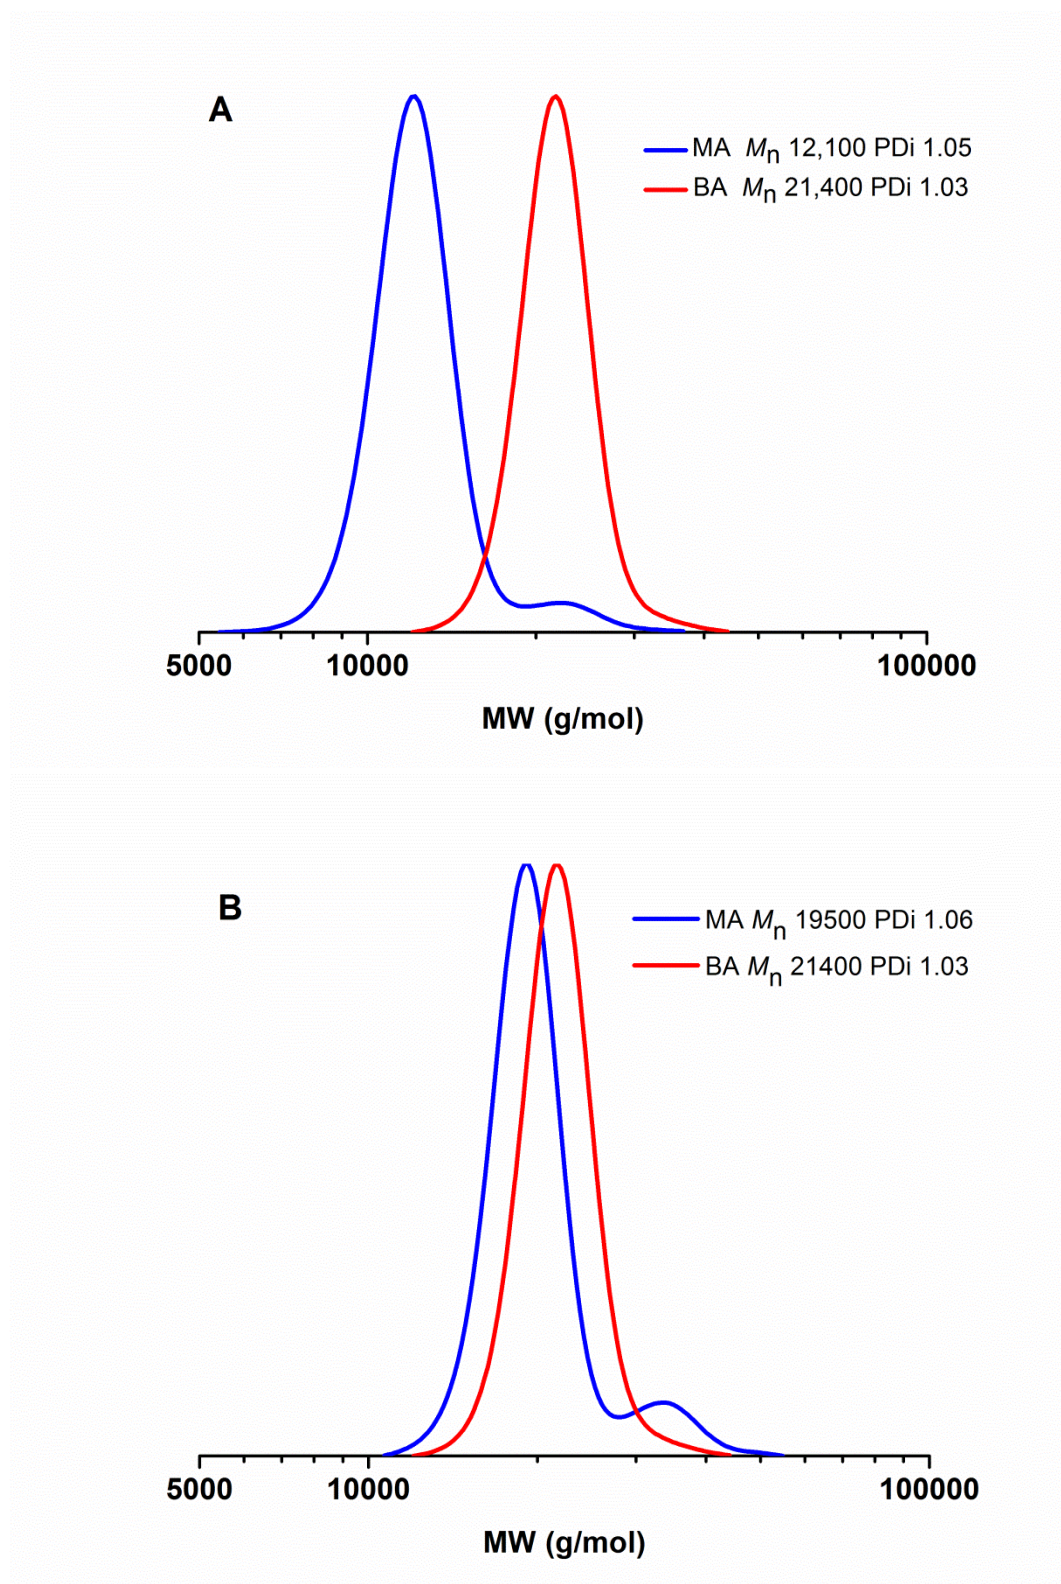 A
MA Mn 12,100 PDi 1.05
BA Mn 21,400 PDi 1.03
5000 10000 100000
MW (g/mol)
B
MA Mn 19500 PDi 1.06
BA Mn 21400 PDi 1.03
5000 10000 100000
MW (g/mol)